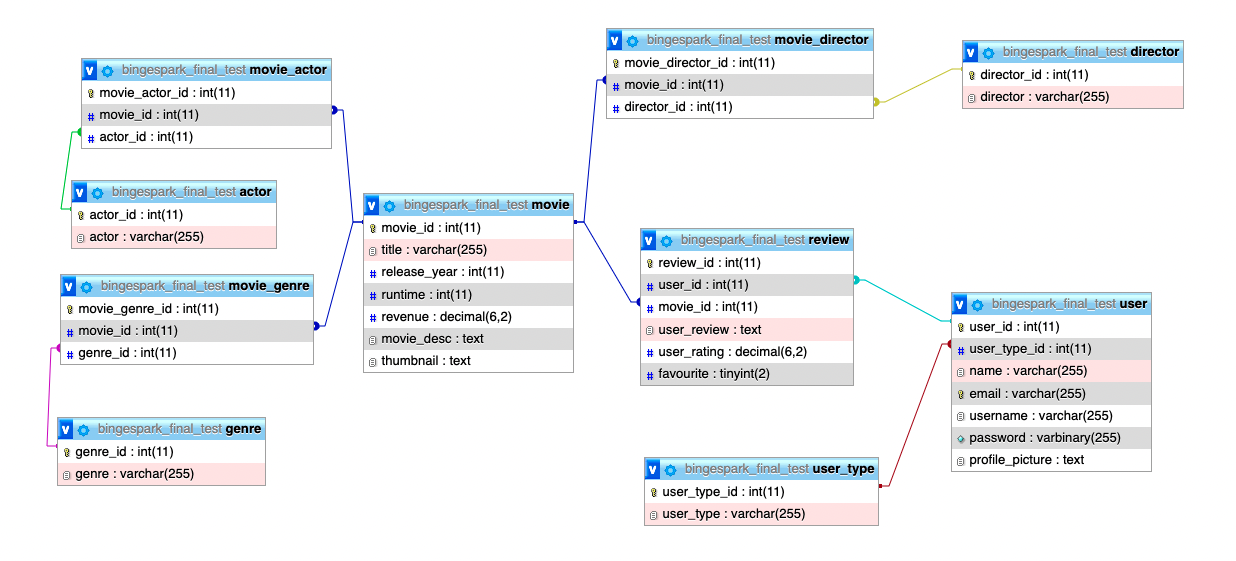 V bingespark_final_test movie_actor
movie_actor_id : int(11)
# movie_id : int(11)
# actor_id : int(11)
V bingespark_final_test actor
actor_id : int(11)
actor : varchar(255)
V bingespark_final_test movie_genre
movie_genre_id : int(11)
# movie_id : int(11)
# genre_id : int(11)
V bingespark_final_test genre
genre_id : int(11)
genre : varchar(255)
V bingespark_final_test movie
movie_id : int(11)
title : varchar(255)
# release_year : int(11)
# runtime : int(11)
# revenue : decimal(6,2)
movie_desc : text
thumbnail : text
V bingespark_final_test movie_director
movie_director_id : int(11)
# movie_id : int(11)
# director_id : int(11)
V bingespark_final_test director
director_id : int(11)
director : varchar(255)
V bingespark_final_test review
review_id : int(11)
# user_id : int(11)
# movie_id : int(11)
user_review : text
# user_rating : decimal(6,2)
# favourite : tinyint(2)
V bingespark_final_test user
user_id : int(11)
# user_type_id : int(11)
name : varchar(255)
email : varchar(255)
username : varchar(255)
password : varbinary(255)
profile_picture : text
V bingespark_final_test user_type
user_type_id : int(11)
user_type : varchar(255)